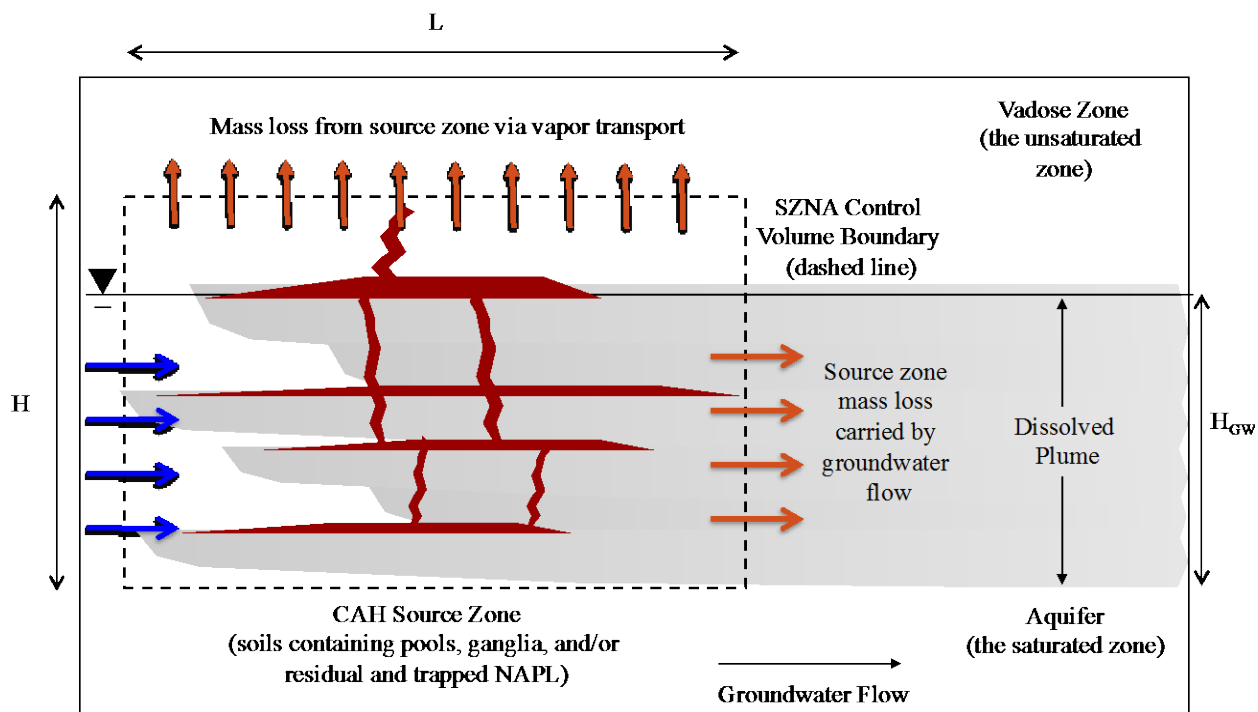 L
Mass loss from source zone via vapor transport
Vadose Zone
(the unsaturated
zone)
SZNA Control
Volume Boundary
(dashed line)
H
Source zone
mass loss
carried by
groundwater
flow
Dissolved
Plume
H_GW
CAH Source Zone
(soils containing pools, ganglia, and/or
residual and trapped NAPL)
Aquifer
(the saturated zone)
Groundwater Flow